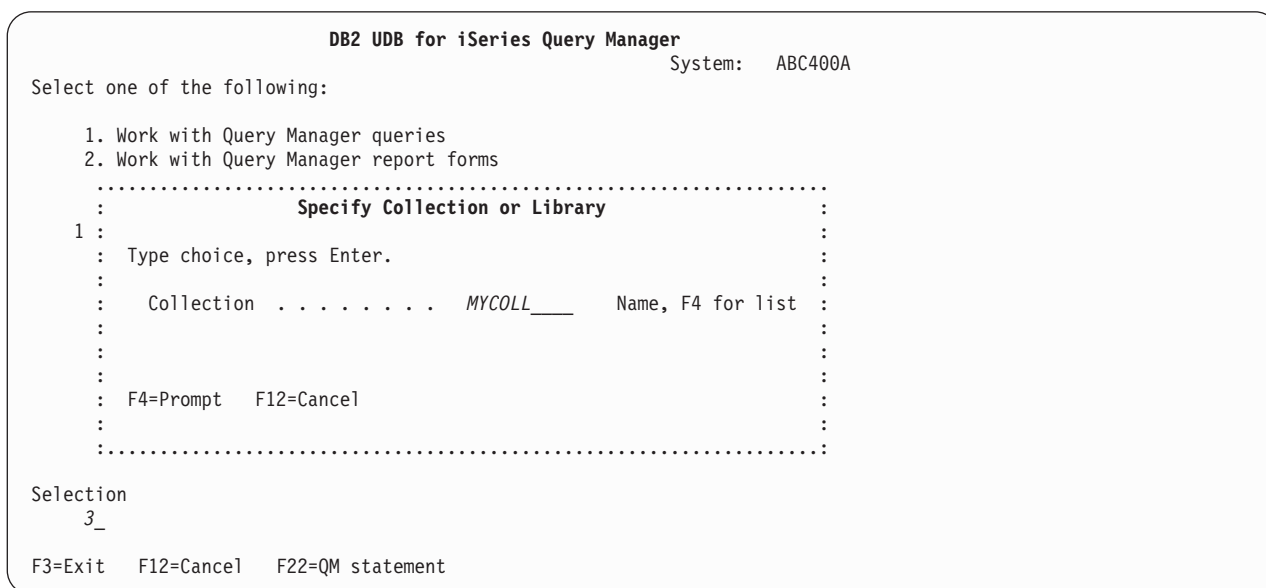 DB2 UDB for iSeries Query Manager
System: ABC400A
Select one of the following:
1. Work with Query Manager queries
2. Work with Query Manager report forms
......................................................................
: Specify Collection or Library :
1 : :
: Type choice, press Enter. :
: :
: Collection . . . . . . . . MYCOLL____ Name, F4 for list :
: :
: :
: :
: F4=Prompt F12=Cancel :
: :
:....................................................................:
Selection
3_
F3=Exit F12=Cancel F22=QM statement